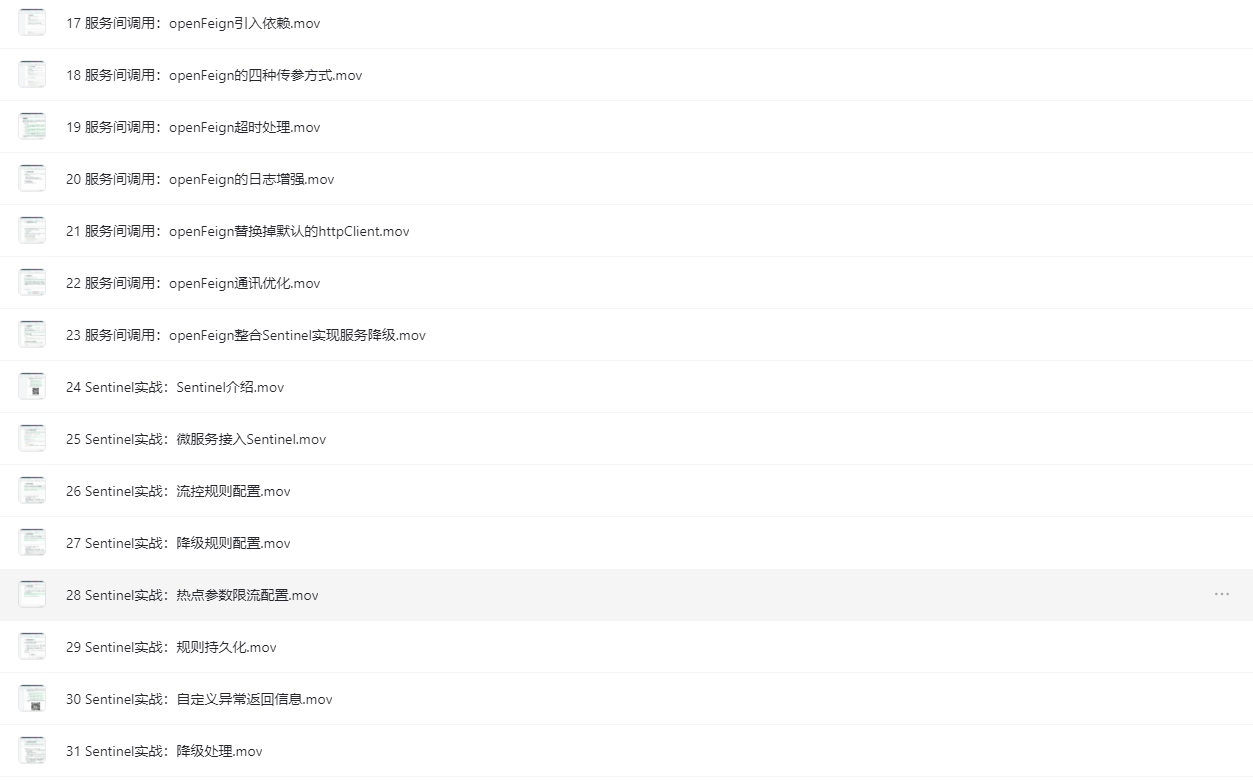 17 服务间调用：openFeign引入依赖.mov
18 服务间调用：openFeign的四种传参方式.mov
19 服务间调用：openFeign超时处理.mov
20 服务间调用：openFeign的日志增强.mov
21 服务间调用：openFeign替换掉默认的httpClient.mov
22 服务间调用：openFeign通讯优化.mov
23 服务间调用：openFeign整合Sentinel实现服务降级.mov
24 Sentinel实战：Sentinel介绍.mov
25 Sentinel实战：微服务接入Sentinel.mov
26 Sentinel实战：流控规则配置.mov
27 Sentinel实战：降级规则配置.mov
28 Sentinel实战：热点参数限流配置.mov
29 Sentinel实战：规则持久化.mov
30 Sentinel实战：自定义异常返回信息.mov
31 Sentinel实战：降级处理.mov